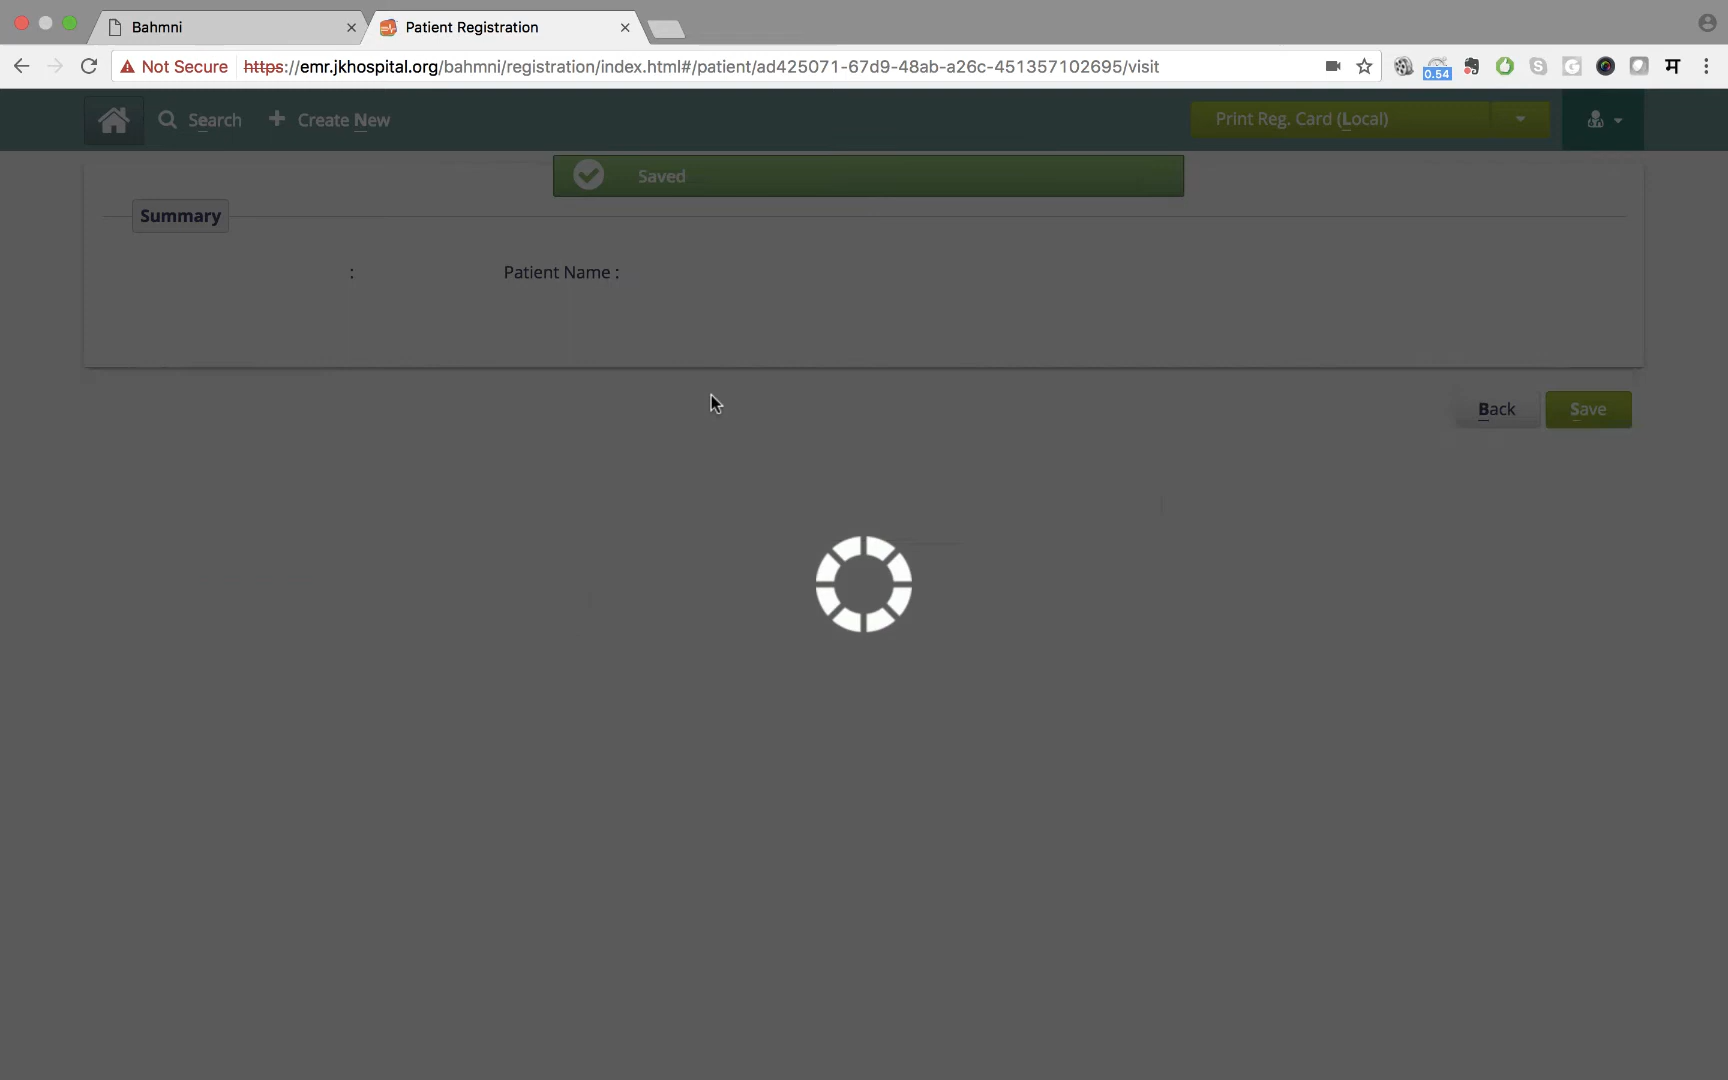 Bahmni
Patient Registration
Not Secure https://emr.jkhospital.org/bahmni/registration/index.html#/patient/ad425071-67d9-48ab-a26c-451357102695/visit
0.54
म
Search
Create New
Print Reg. Card (Local)
Saved
Summary
:
Patient Name :
Back
Save